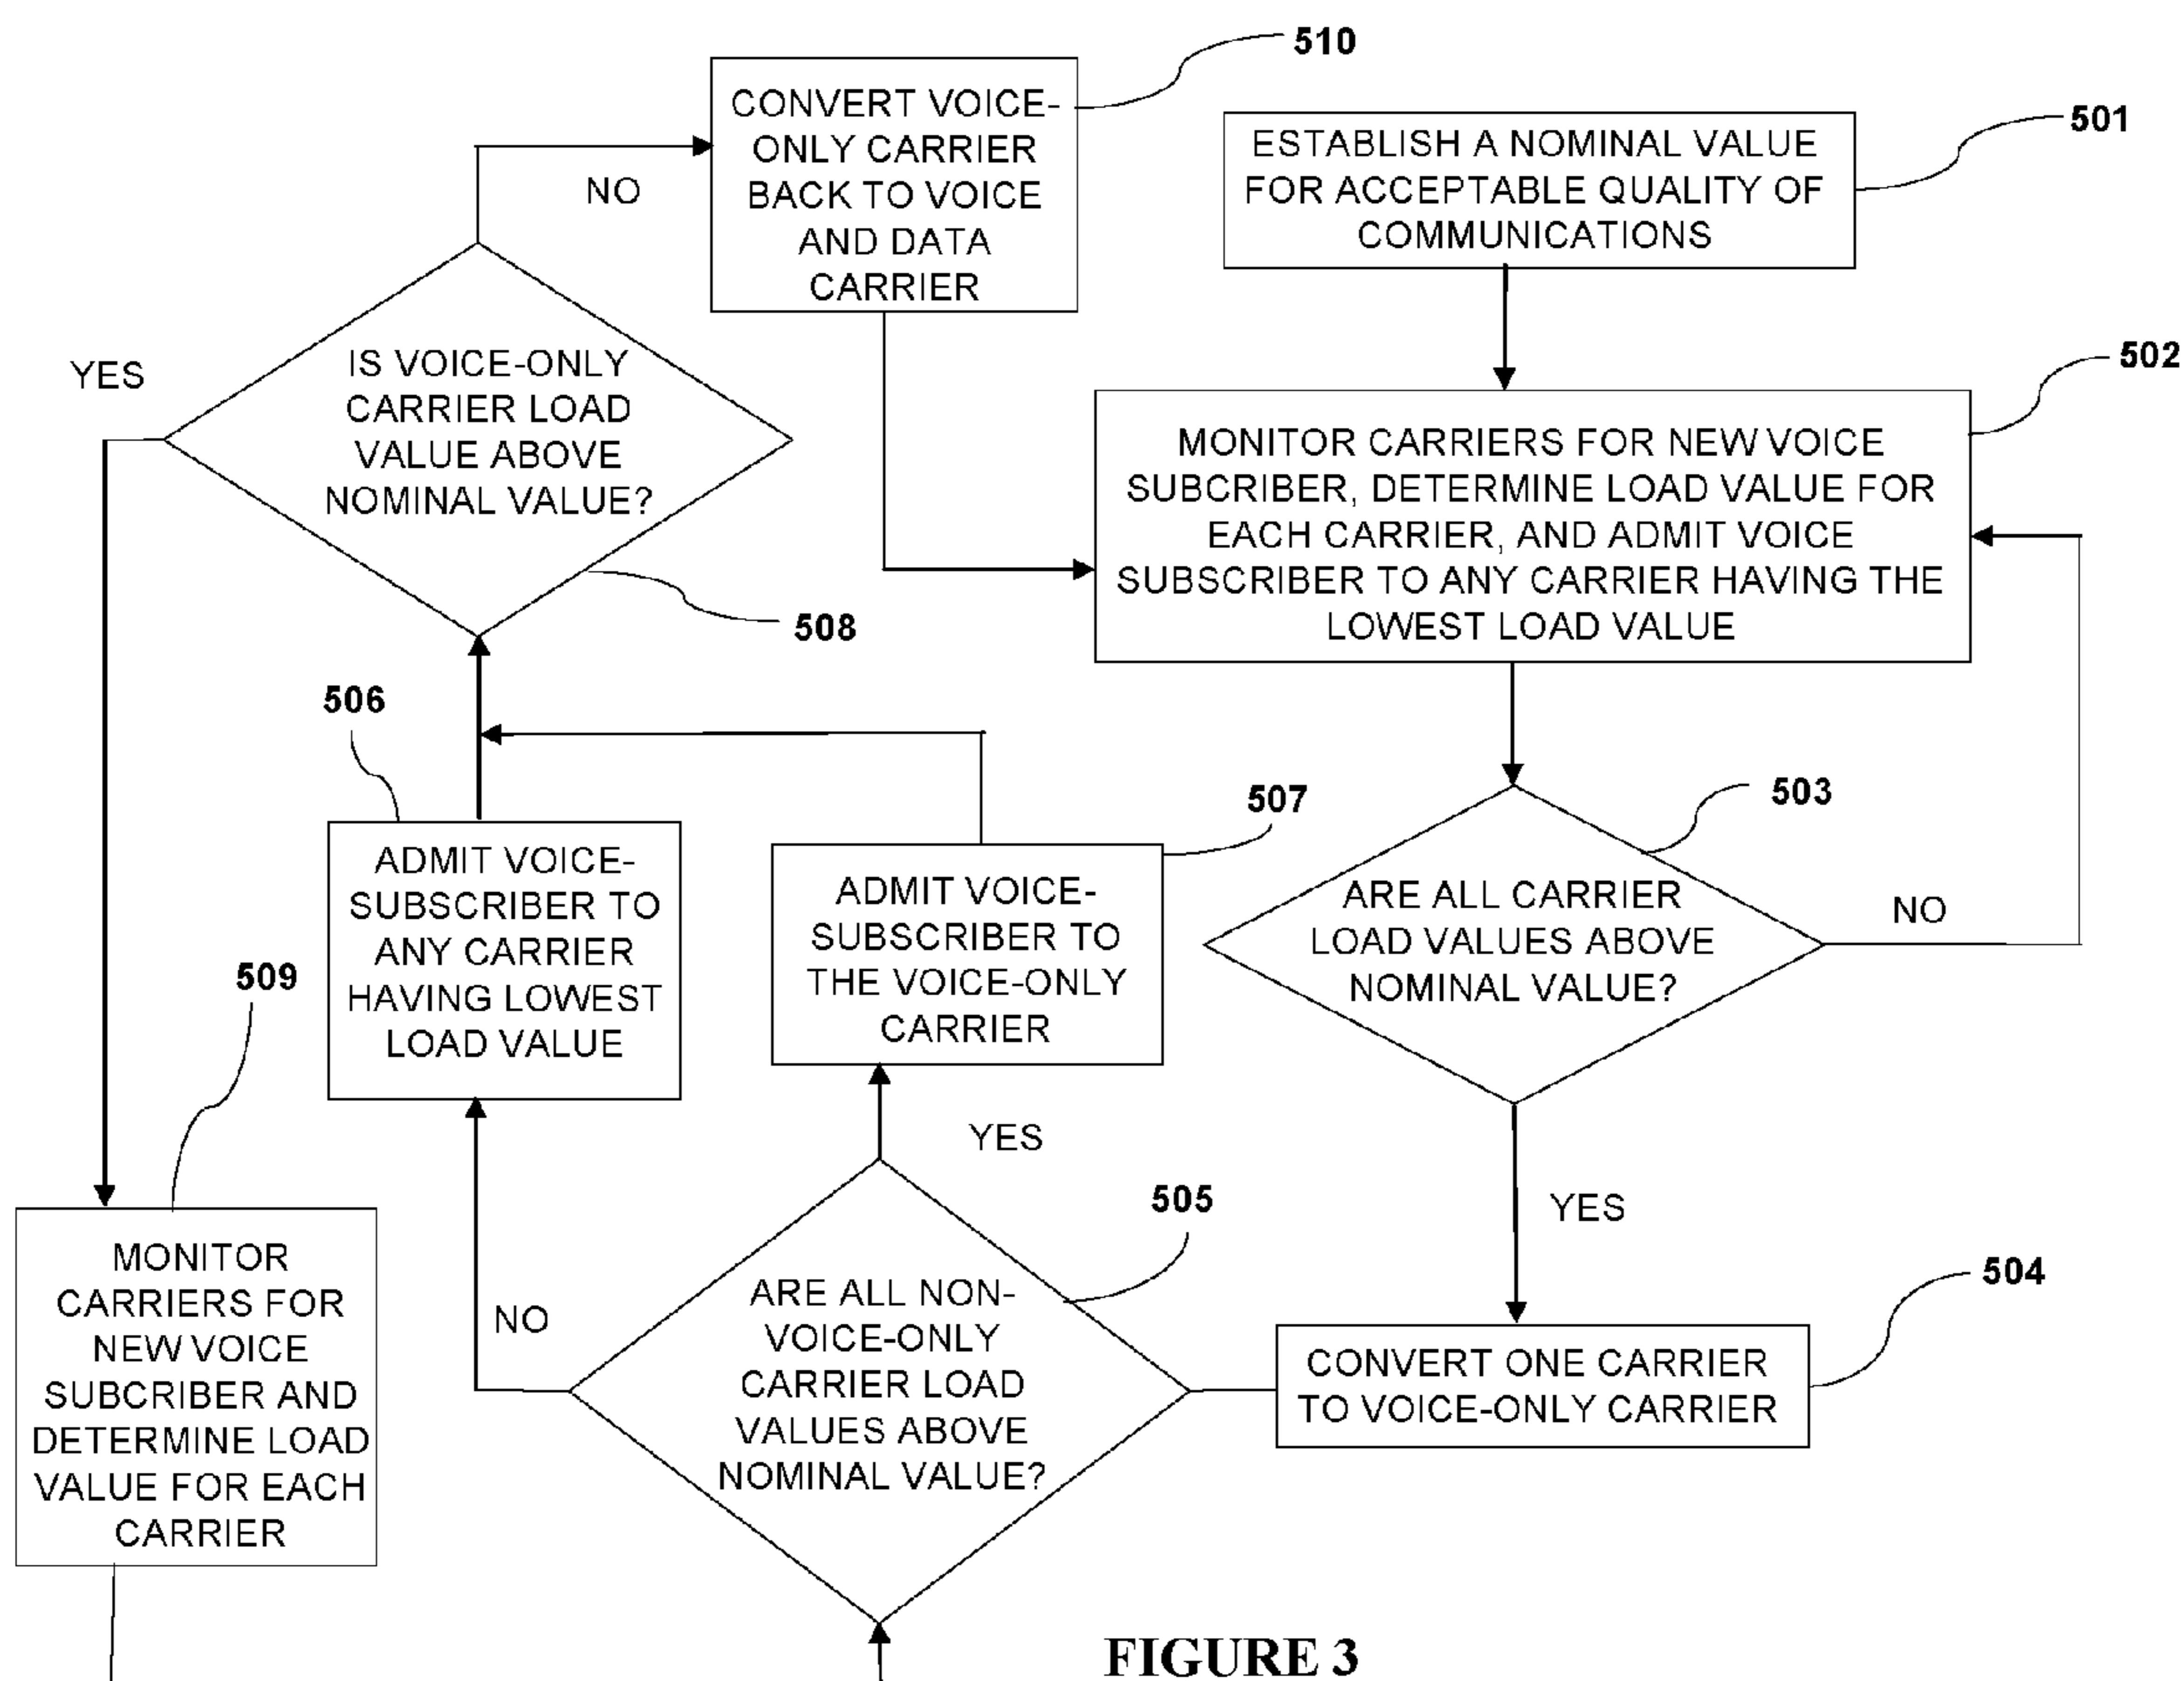 510
CONVERT VOICE-
ONLY CARRIER
BACK TO VOICE
AND DATA
CARRIER
501
ESTABLISH A NOMINAL VALUE
FOR ACCEPTABLE QUALITY OF
COMMUNICATIONS
NO
502
MONITOR CARRIERS FOR NEW VOICE
SUBCRIBER, DETERMINE LOAD VALUE FOR
EACH CARRIER, AND ADMIT VOICE
SUBSCRIBER TO ANY CARRIER HAVING THE
LOWEST LOAD VALUE
YES
IS VOICE-ONLY
CARRIER LOAD
VALUE ABOVE
NOMINAL VALUE?
508
506
ADMIT VOICE-
SUBSCRIBER TO
ANY CARRIER
HAVING LOWEST
LOAD VALUE
507
ADMIT VOICE-
SUBSCRIBER TO
THE VOICE-ONLY
CARRIER
503
ARE ALL CARRIER
LOAD VALUES ABOVE
NOMINAL VALUE?
NO
509
MONITOR
CARRIERS FOR
NEW VOICE
SUBCRIBER AND
DETERMINE LOAD
VALUE FOR EACH
CARRIER
YES
505
ARE ALL NON-
VOICE-ONLY
CARRIER LOAD
VALUES ABOVE
NOMINAL VALUE?
NO
YES
504
CONVERT ONE CARRIER
TO VOICE-ONLY CARRIER
FIGURE 3